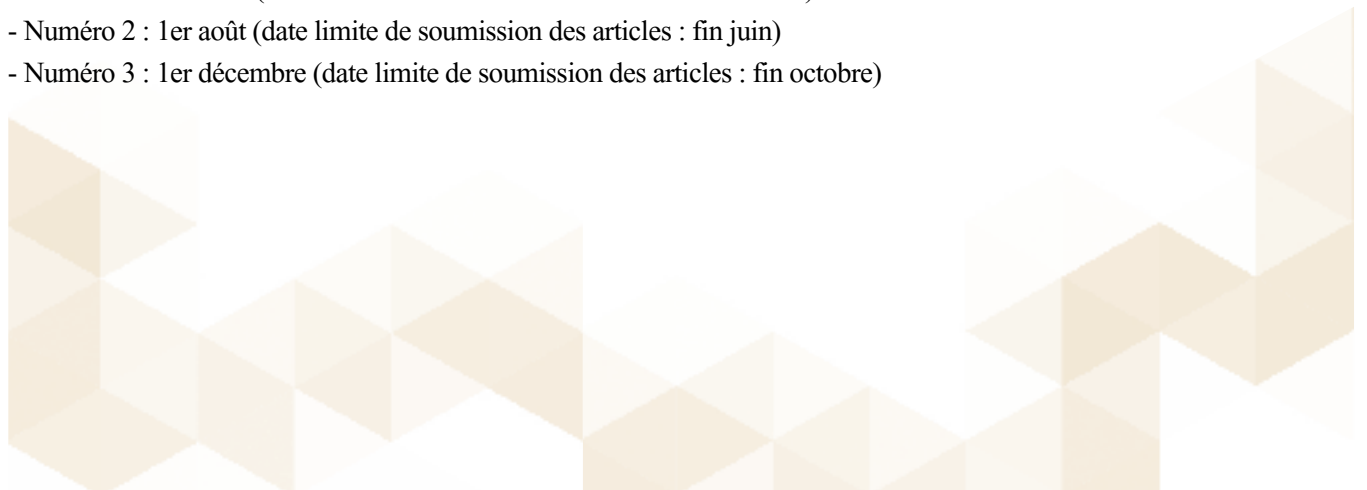 - Numéro 2 : 1er août (date limite de soumission des articles : fin juin)
- Numéro 3 : 1er décembre (date limite de soumission des articles : fin octobre)